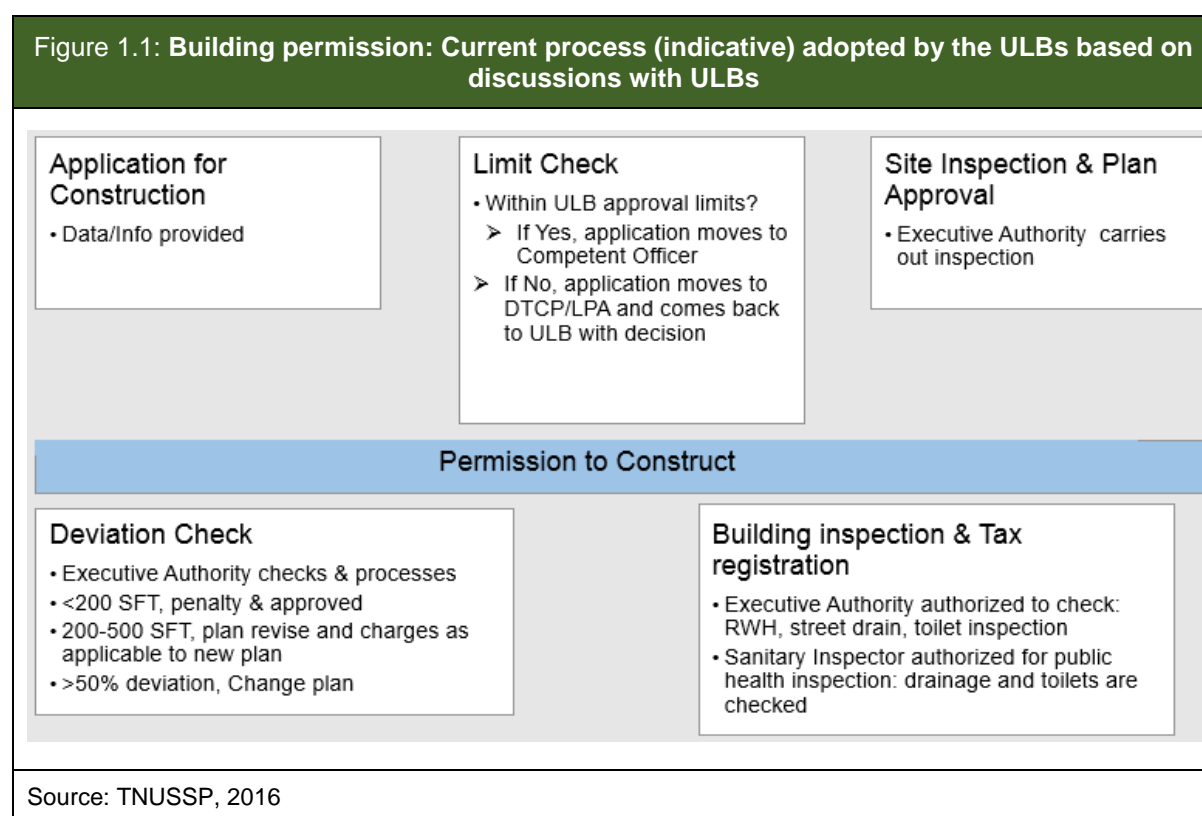 Figure 1.1: Building permission: Current process (indicative) adopted by the ULBs based on
discussions with ULBs
Application for
Construction
• Data/Info provided
Limit Check
• Within ULB approval limits?
➢ If Yes, application moves to
Competent Officer
➢ If No, application moves to
DTCP/LPA and comes back
to ULB with decision
Site Inspection & Plan
Approval
• Executive Authority carries
out inspection
Permission to Construct
Deviation Check
• Executive Authority checks & processes
• <200 SFT, penalty & approved
• 200-500 SFT, plan revise and charges as
applicable to new plan
• >50% deviation, Change plan
Building inspection & Tax
registration
• Executive Authority authorized to check:
RWH, street drain, toilet inspection
• Sanitary Inspector authorized for public
health inspection: drainage and toilets are
checked
Source: TNUSSP, 2016